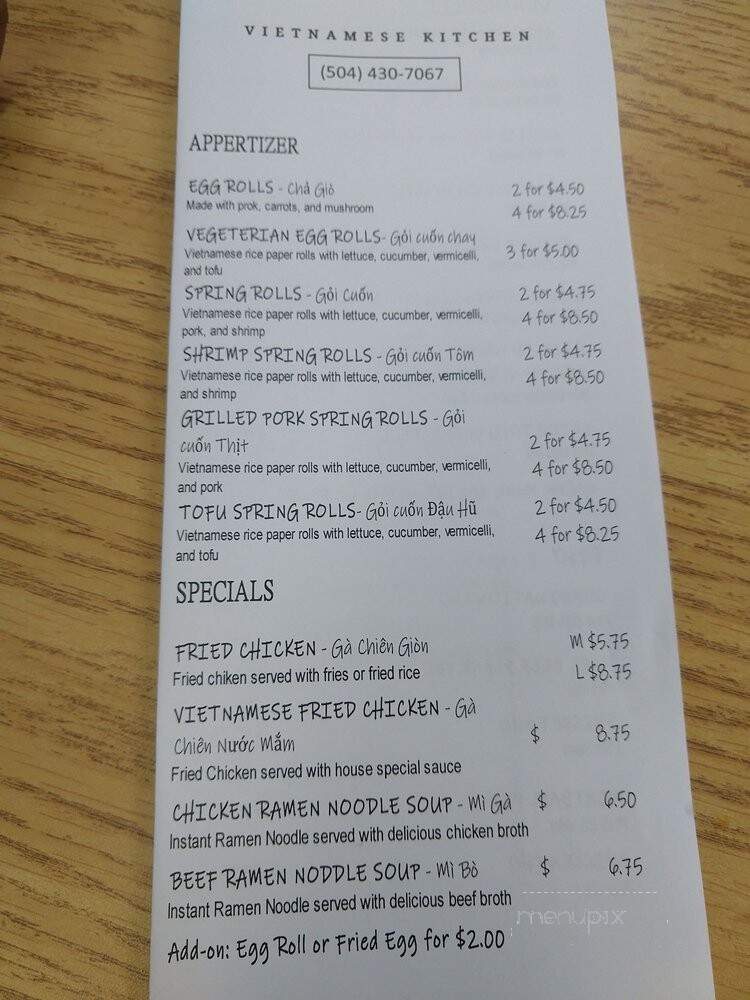 VIETNAMESE KITCHEN
(504) 430-7067
APPERTIZER
EGG ROLLS - Chả Giò 2 for $4.50
Made with prok, carrots, and mushroom 4 for $8.25
VEGETERIAN EGG ROLLS- Gỏi cuốn chay
Vietnamese rice paper rolls with lettuce, cucumber, vermicelli, 3 for $5.00
and tofu
SPRING ROLLS - Gỏi Cuốn 2 for $4.75
Vietnamese rice paper rolls with lettuce, cucumber, vermicelli, 4 for $8.50
pork, and shrimp
SHRIMP SPRING ROLLS - Gỏi cuốn Tôm 2 for $4.75
Vietnamese rice paper rolls with lettuce, cucumber, vermicelli, 4 for $8.50
and shrimp
GRILLED PORK SPRING ROLLS - Gỏi
cuốn Thịt 2 for $4.75
Vietnamese rice paper rolls with lettuce, cucumber, vermicelli, 4 for $8.50
and pork
TOFU SPRING ROLLS- Gỏi cuốn Đậu Hũ 2 for $4.50
Vietnamese rice paper rolls with lettuce, cucumber, vermicelli, 4 for $8.25
and tofu
SPECIALS
FRIED CHICKEN - Gà Chiên Giòn M $5.75
Fried chiken served with fries or fried rice L $8.75
VIETNAMESE FRIED CHICKEN - Gà
Chiên Nước Mắm $ 8.75
Fried Chicken served with house special sauce
CHICKEN RAMEN NOODLE SOUP - Mì Gà $ 6.50
Instant Ramen Noodle served with delicious chicken broth
BEEF RAMEN NODDLE SOUP - Mì Bò $ 6.75
Instant Ramen Noodle served with delicious beef broth
Add-on: Egg Roll or Fried Egg for $2.00
menupix